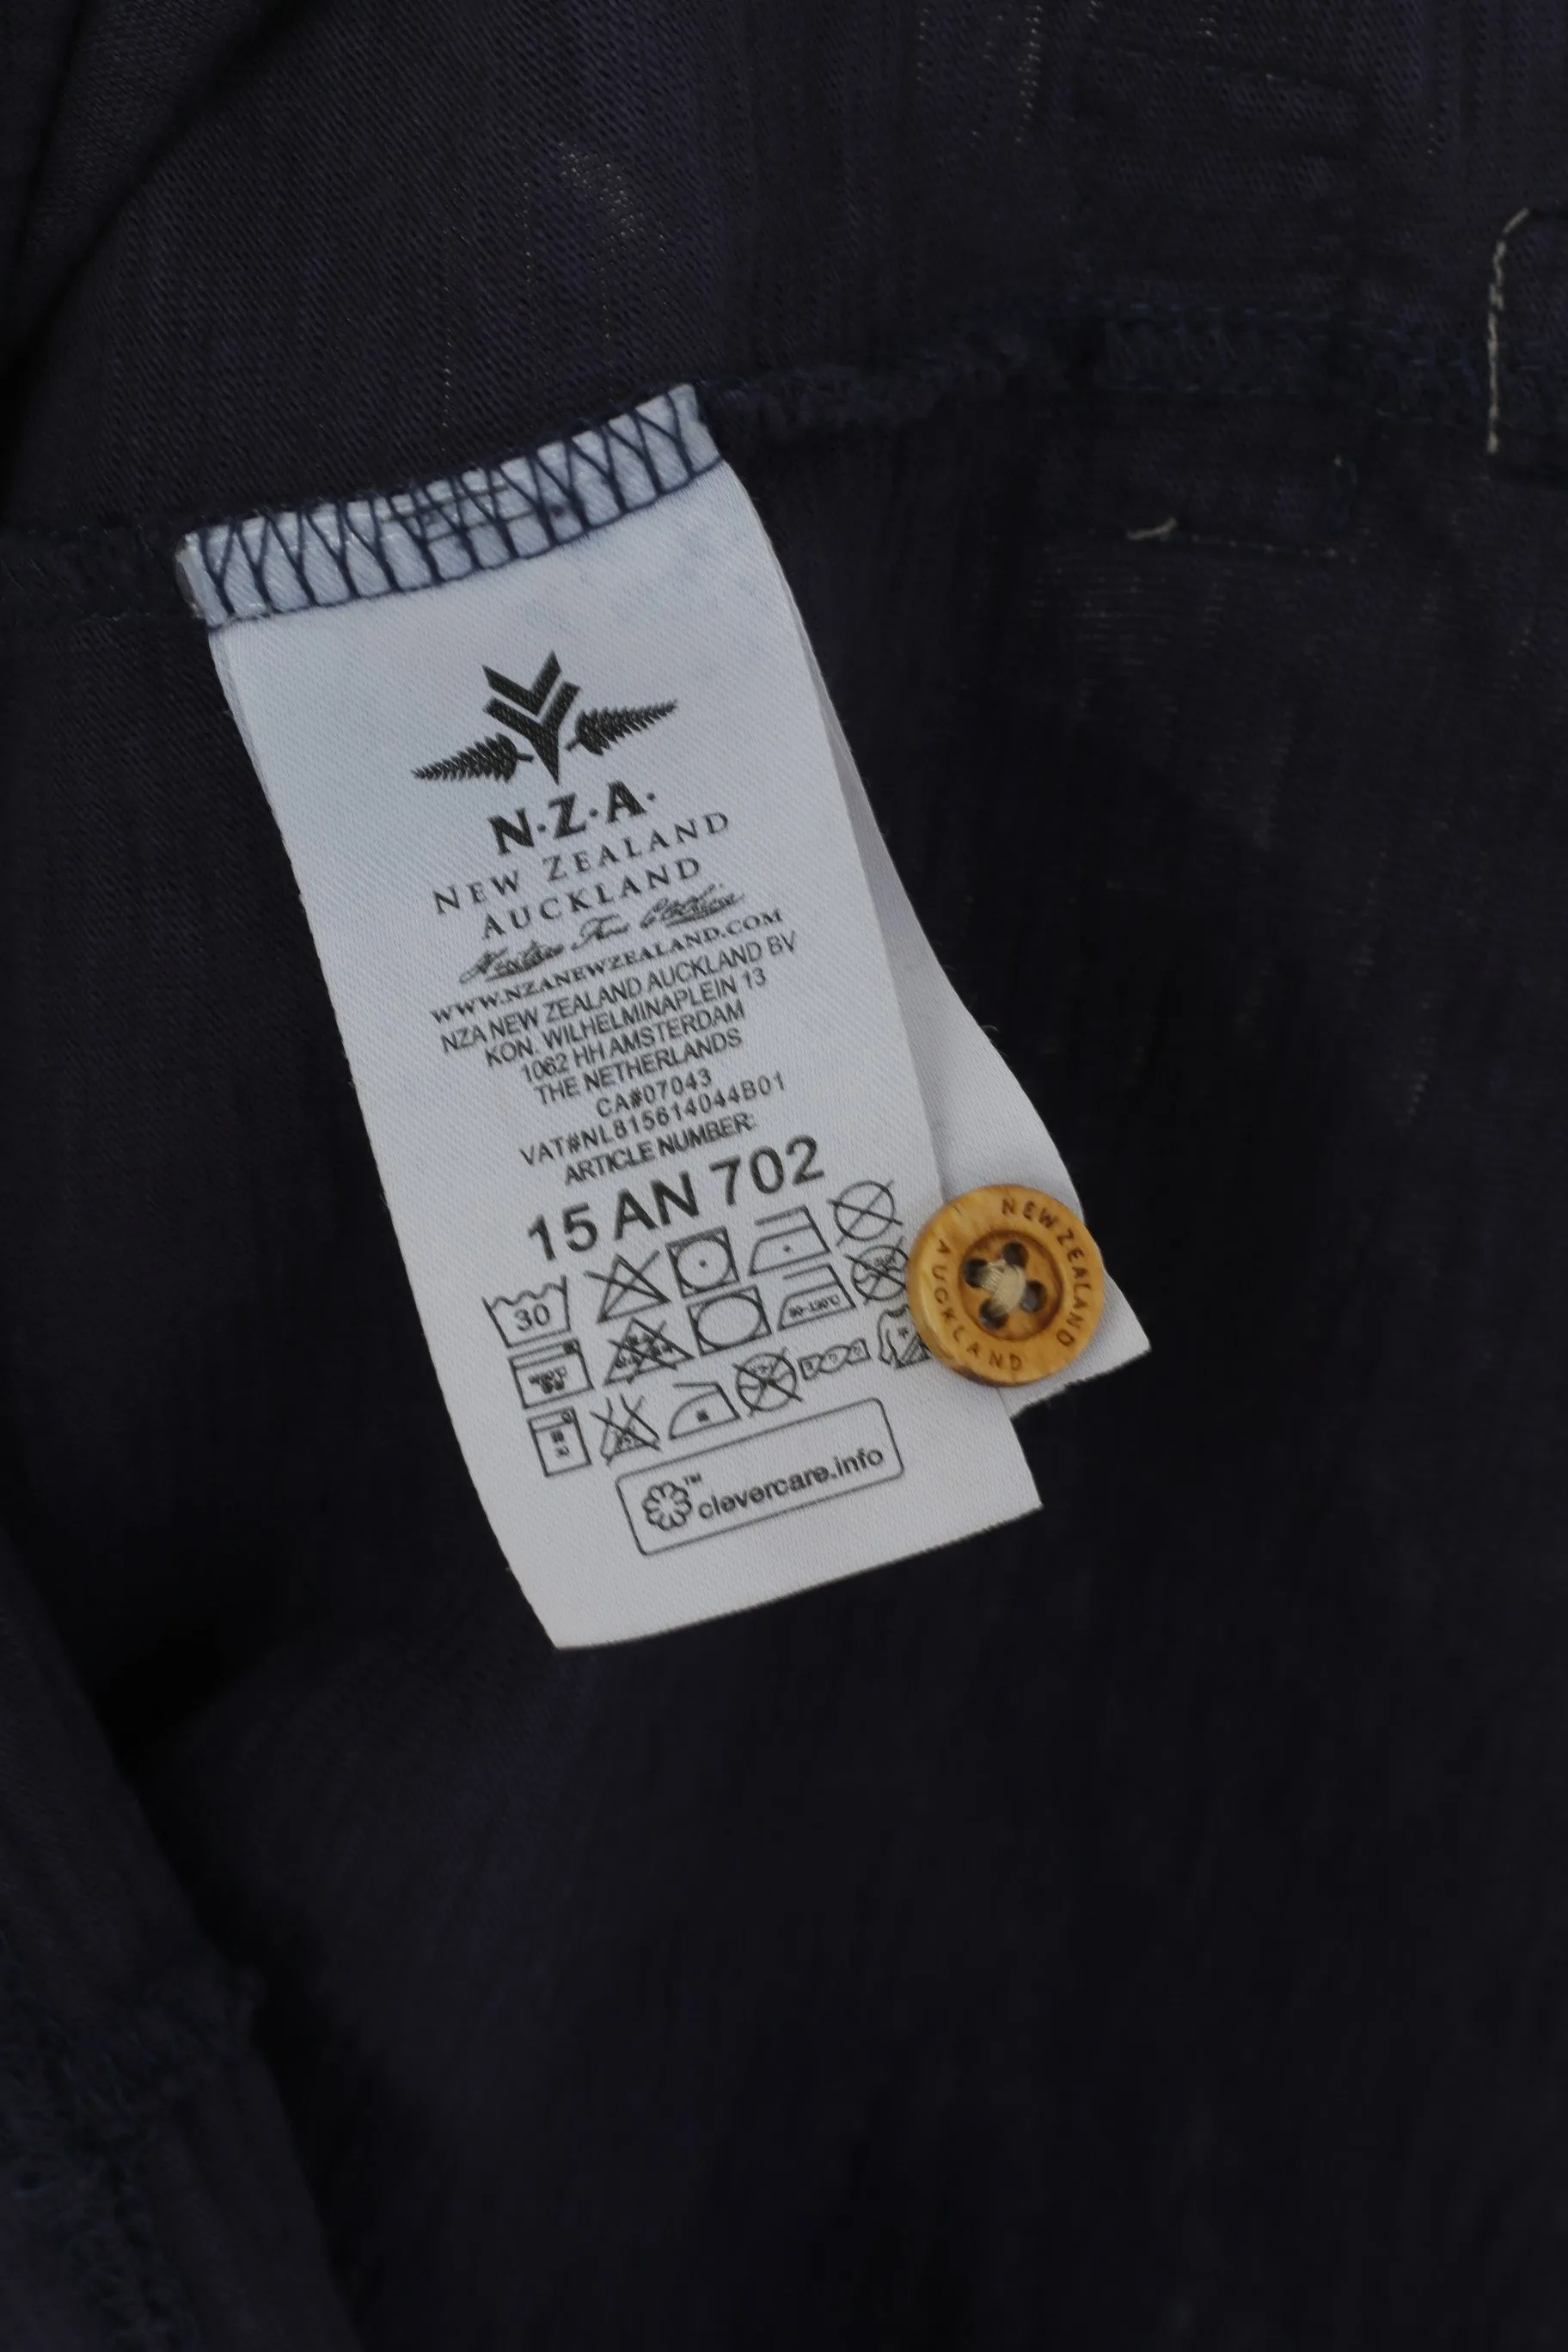 N·Z·A·
NEW ZEALAND
AUCKLAND
WWW.NZANEWZEALAND.COM
NZA NEW ZEALAND AUCKLAND BV
KON. WILHELMINAPLEIN 13
1062 HH AMSTERDAM
THE NETHERLANDS
CA#07043
VAT#NL815614044B01
ARTICLE NUMBER:
15 AN 702
30
™ clevercare.info
NEW ZEALAND
AUCKLAND